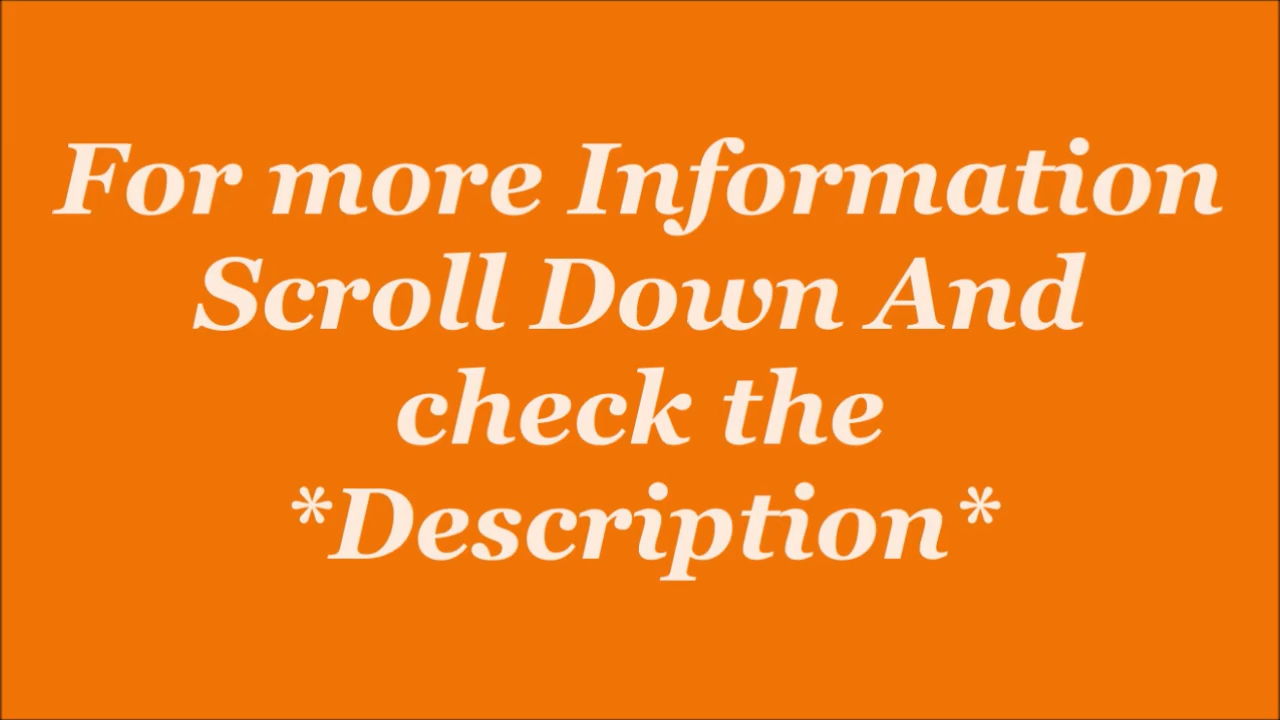 For more Information
Scroll Down And
check the
*Description*